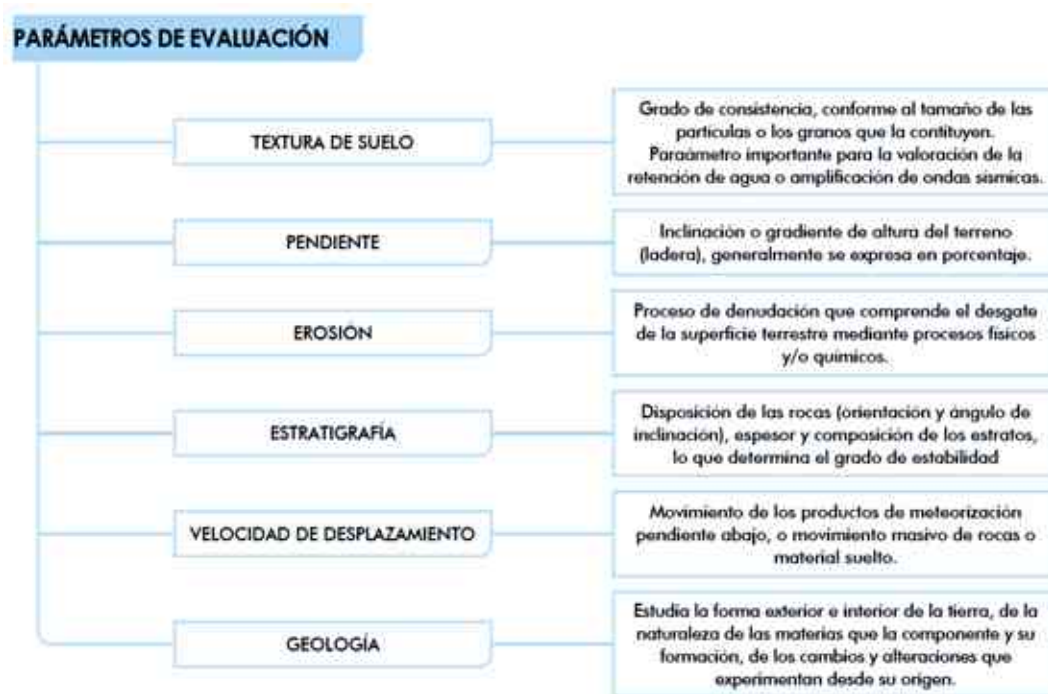 PARÁMETROS DE EVALUACIÓN
TEXTURA DE SUELO
Grado de consistencia, conforme al tamaño de las
partículas o los granos que la contituyen.
Paraámetro importante para la valoración de la
retención de agua o amplificación de ondas sísmicas.
PENDIENTE
Inclinación o gradiente de altura del terreno
(ladera), generalmente se expresa en porcentaje.
EROSIÓN
Proceso de denudación que comprende el desgate
de la superficie terrestre mediante procesos físicos
y/o químicos.
ESTRATIGRAFÍA
Disposición de las rocas (orientación y ángulo de
inclinación), espesor y composición de los estratos,
lo que determina el grado de estabilidad
VELOCIDAD DE DESPLAZAMIENTO
Movimiento de los productos de meteorización
pendiente abajo, o movimiento masivo de rocas o
material suelto.
GEOLOGÍA
Estudia la forma exterior e interior de la tierra, de la
naturaleza de las materias que la componente y su
formación, de los cambios y alteraciones que
experimentan desde su origen.